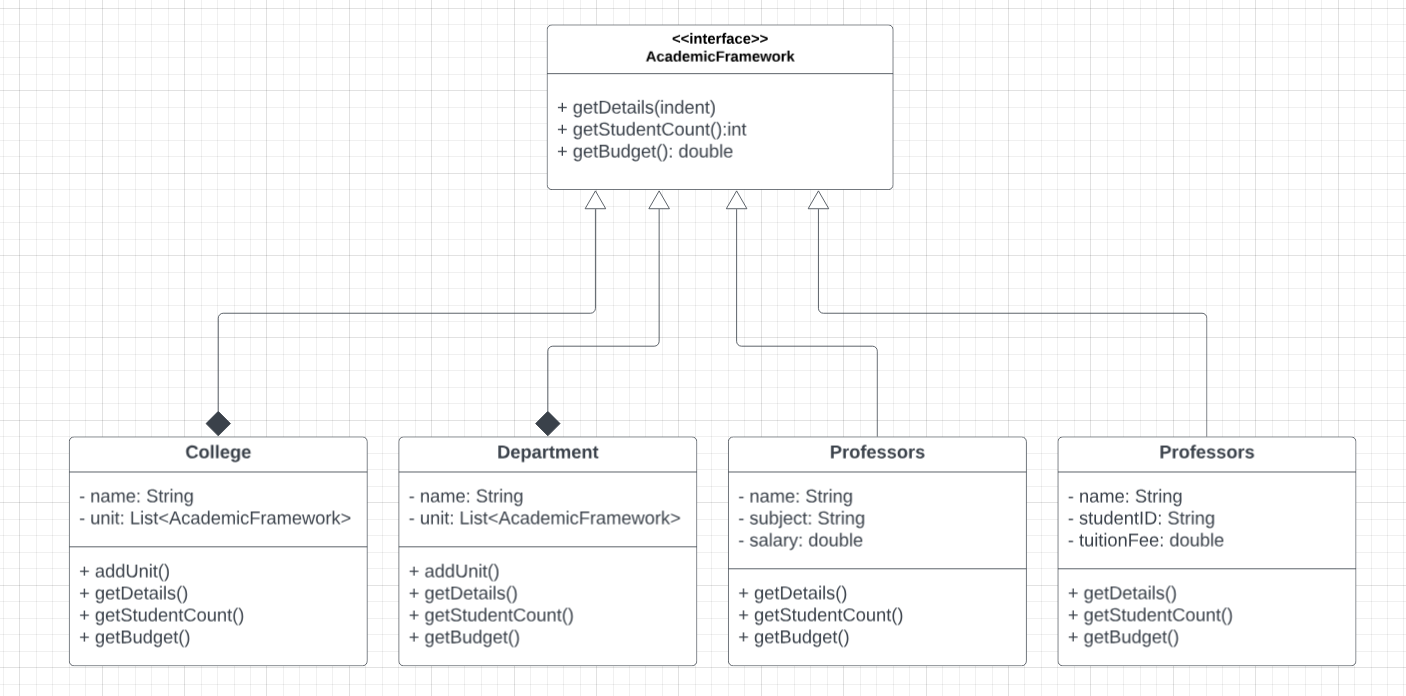 <<interface>>
AcademicFramework
+ getDetails(indent)
+ getStudentCount():int
+ getBudget(): double
College
- name: String
- unit: List<AcademicFramework>
+ addUnit()
+ getDetails()
+ getStudentCount()
+ getBudget()
Department
- name: String
- unit: List<AcademicFramework>
+ addUnit()
+ getDetails()
+ getStudentCount()
+ getBudget()
Professors
- name: String
- subject: String
- salary: double
+ getDetails()
+ getStudentCount()
+ getBudget()
Professors
- name: String
- studentID: String
- tuitionFee: double
+ getDetails()
+ getStudentCount()
+ getBudget()